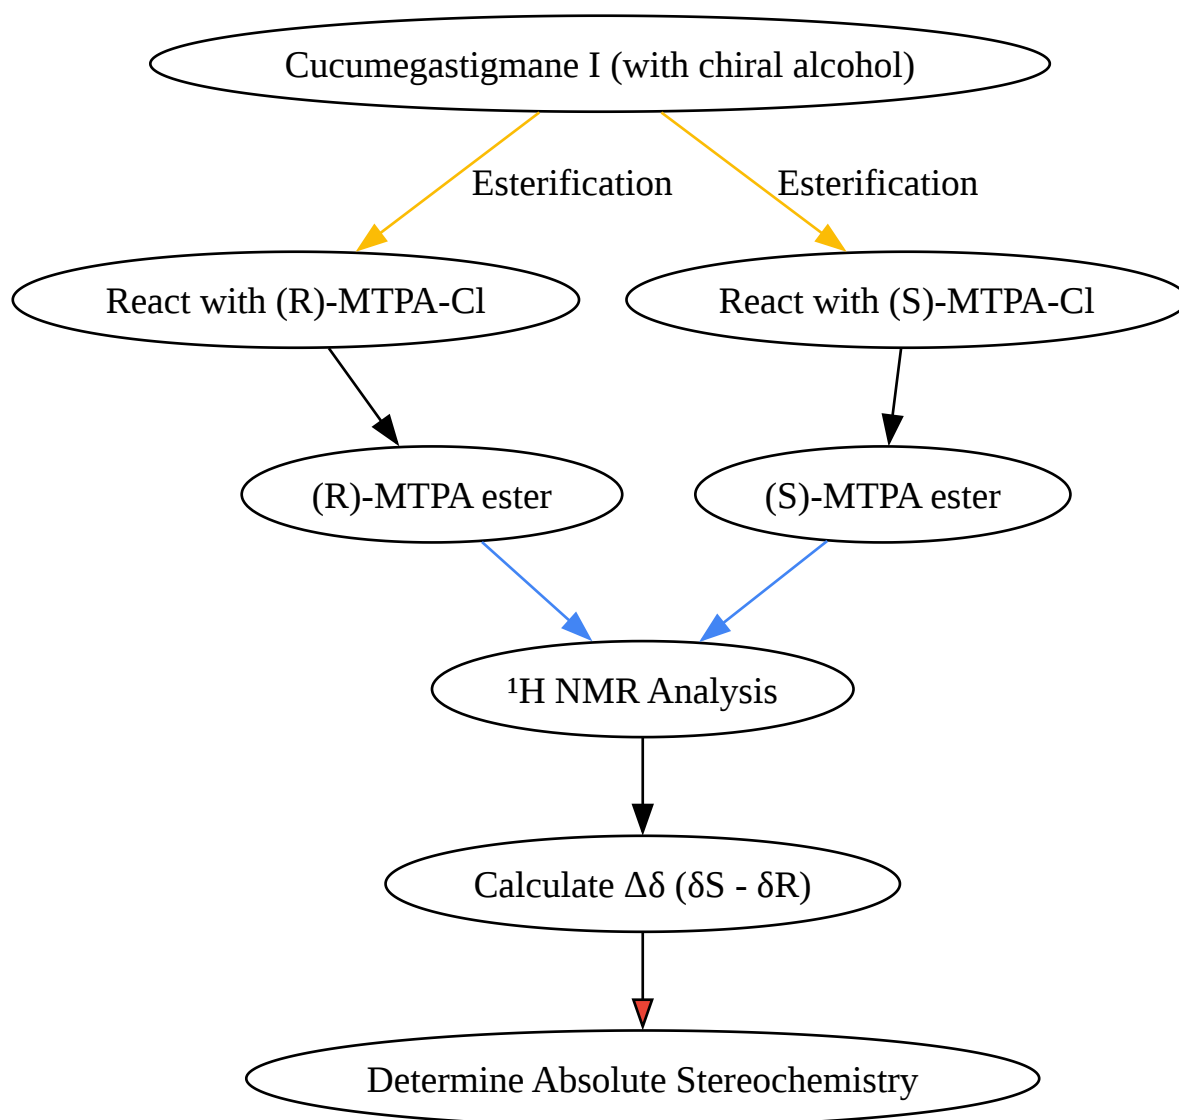 Cucumegastigmane I (with chiral alcohol)
Esterification
Esterification
React with (R)-MTPA-Cl
React with (S)-MTPA-Cl
(R)-MTPA ester
(S)-MTPA ester
¹H NMR Analysis
Calculate Δδ (δS - δR)
Determine Absolute Stereochemistry